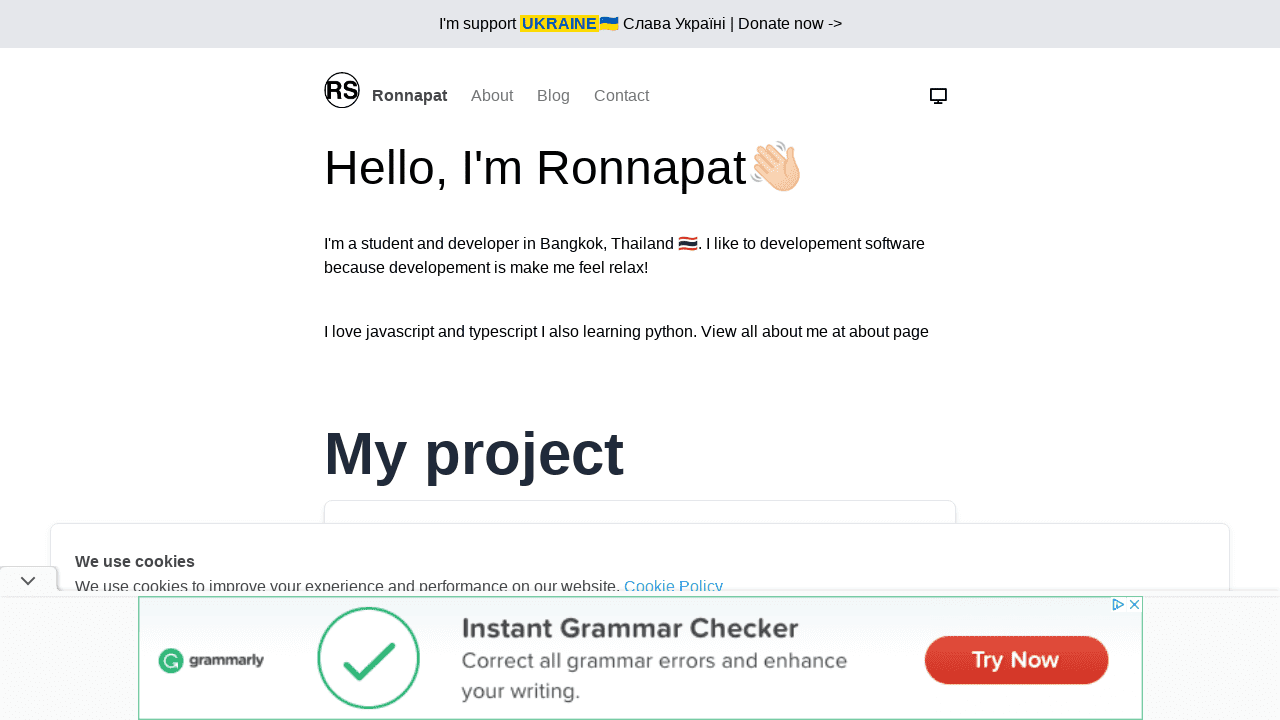 I'm support UKRAINE🇺🇦 Слава Україні | Donate now ->
RS Ronnapat About Blog Contact
Hello, I'm Ronnapat👋🏻
I'm a student and developer in Bangkok, Thailand 🇹🇭. I like to developement software
because developement is make me feel relax!
I love javascript and typescript I also learning python. View all about me at about page
My project
We use cookies
We use cookies to improve your experience and performance on our website. Cookie Policy
grammarly
Instant Grammar Checker
Correct all grammar errors and enhance
your writing.
Try Now